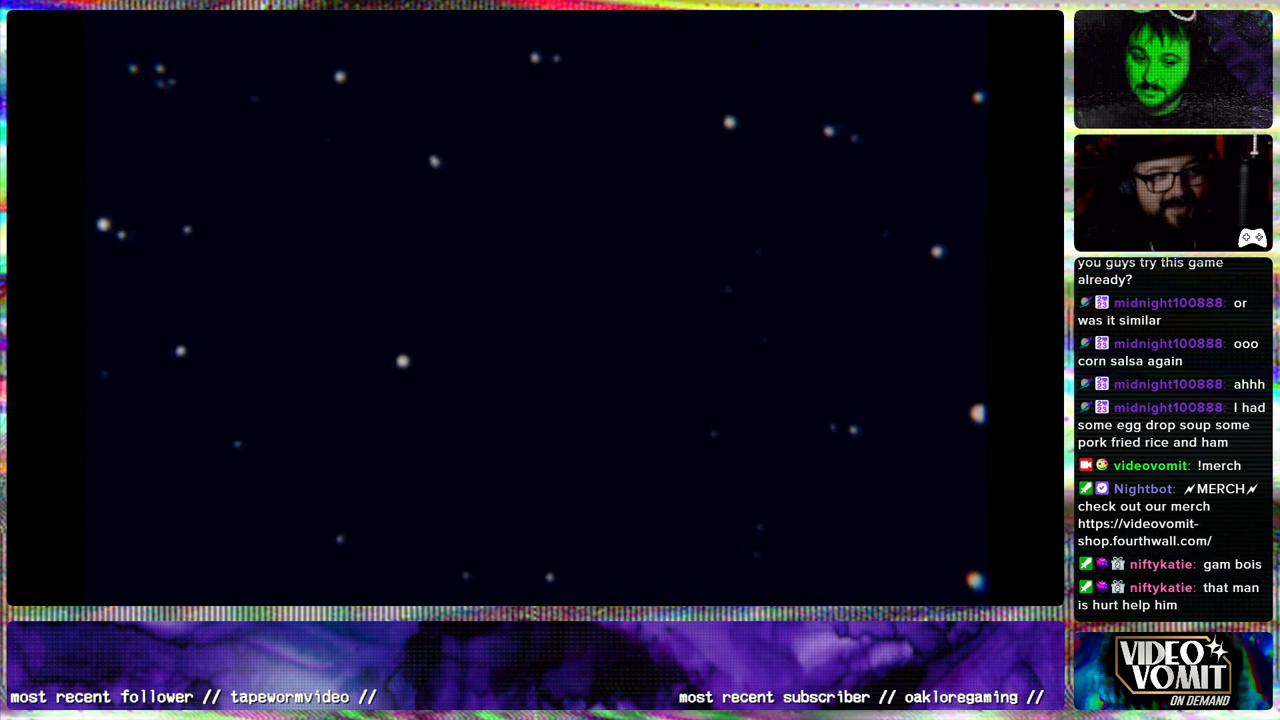 you guys try this game
already?
midnight100888: or
was it similar
midnight100888: ooo
corn salsa again
midnight100888: ahhh
midnight100888: I had
some egg drop soup some
pork fried rice and ham
videovomit: !merch
Nightbot: ⚡MERCH⚡
check out our merch
https://videovomit-
shop.fourthwall.com/
niftykatie: gam bois
niftykatie: that man
is hurt help him
VIDEO
VOMIT
ON DEMAND
most recent follower // tapewormvideo //
most recent subscriber // oakloregaming //